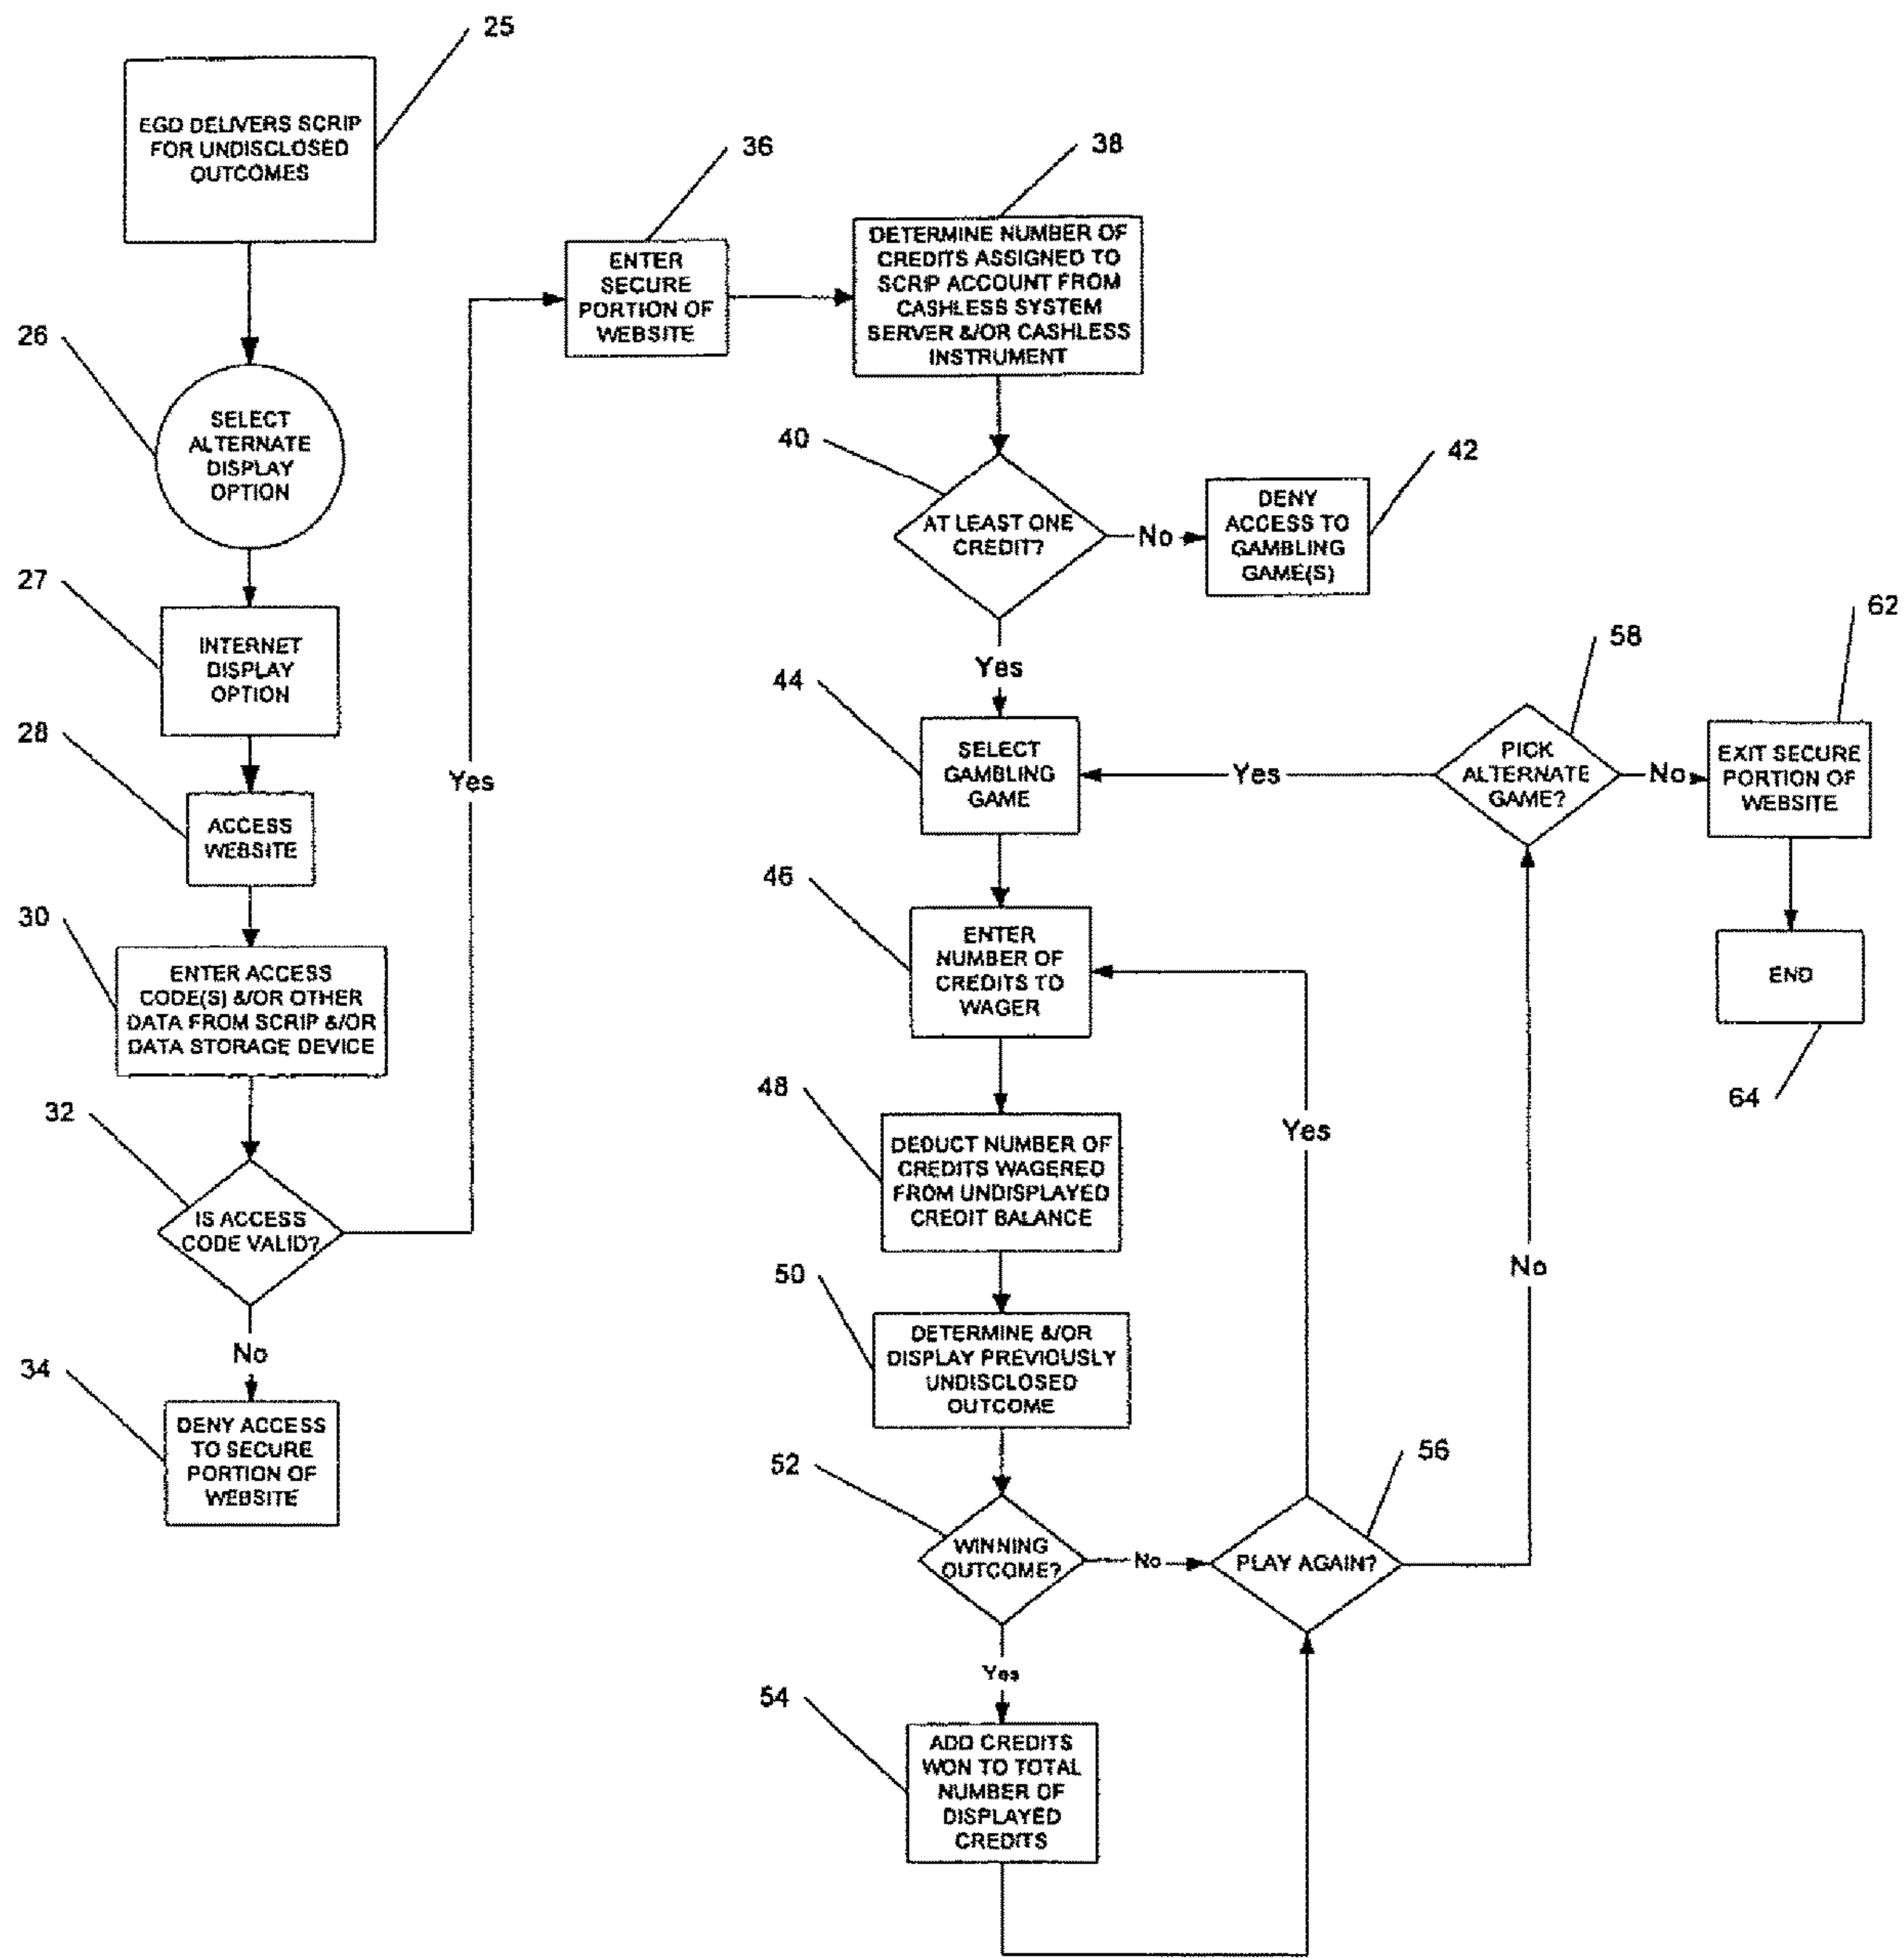 25
EGD DELIVERS SCRIP
FOR UNDISCLOSED
OUTCOMES
26
SELECT
ALTERNATE
DISPLAY
OPTION
27
INTERNET
DISPLAY
OPTION
28
ACCESS
WEBSITE
30
ENTER ACCESS
CODE(S) &/OR OTHER
DATA FROM SCRIP &/OR
DATA STORAGE DEVICE
32
IS ACCESS
CODE VALID?
Yes
No
34
DENY ACCESS
TO SECURE
PORTION OF
WEBSITE
36
ENTER
SECURE
PORTION OF
WEBSITE
38
DETERMINE NUMBER OF
CREDITS ASSIGNED TO
SCRIP ACCOUNT FROM
CASHLESS SYSTEM
SERVER &/OR CASHLESS
INSTRUMENT
40
AT LEAST ONE
CREDIT?
No
42
DENY
ACCESS TO
GAMBLING
GAME(S)
Yes
44
SELECT
GAMBLING
GAME
46
ENTER
NUMBER OF
CREDITS TO
WAGER
48
DEDUCT NUMBER OF
CREDITS WAGERED
FROM UNDISPLAYED
CREDIT BALANCE
50
DETERMINE &/OR
DISPLAY PREVIOUSLY
UNDISCLOSED
OUTCOME
52
WINNING
OUTCOME?
No
Yes
54
ADD CREDITS
WON TO TOTAL
NUMBER OF
DISPLAYED
CREDITS
56
PLAY AGAIN?
Yes
No
58
PICK
ALTERNATE
GAME?
Yes
No
62
EXIT SECURE
PORTION OF
WEBSITE
END
64